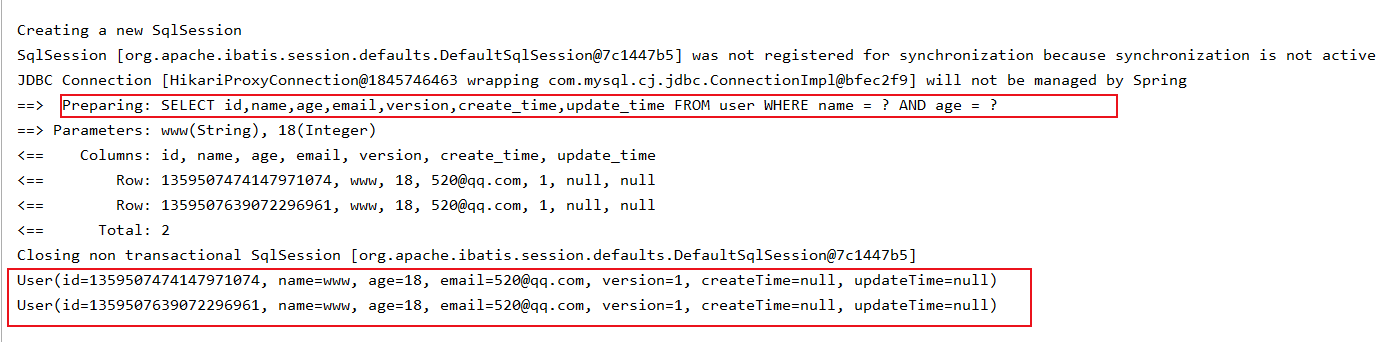 Creating a new SqlSession
SqlSession [org.apache.ibatis.session.defaults.DefaultSqlSession@7c1447b5] was not registered for synchronization because synchronization is not active
JDBC Connection [HikariProxyConnection@1845746463 wrapping com.mysql.cj.jdbc.ConnectionImpl@bfec2f9] will not be managed by Spring
==>  Preparing: SELECT id,name,age,email,version,create_time,update_time FROM user WHERE name = ? AND age = ?
==> Parameters: www(String), 18(Integer)
<==    Columns: id, name, age, email, version, create_time, update_time
<==        Row: 1359507474147971074, www, 18, 520@qq.com, 1, null, null
<==        Row: 1359507639072296961, www, 18, 520@qq.com, 1, null, null
<==      Total: 2
Closing non transactional SqlSession [org.apache.ibatis.session.defaults.DefaultSqlSession@7c1447b5]
User(id=1359507474147971074, name=www, age=18, email=520@qq.com, version=1, createTime=null, updateTime=null)
User(id=1359507639072296961, name=www, age=18, email=520@qq.com, version=1, createTime=null, updateTime=null)